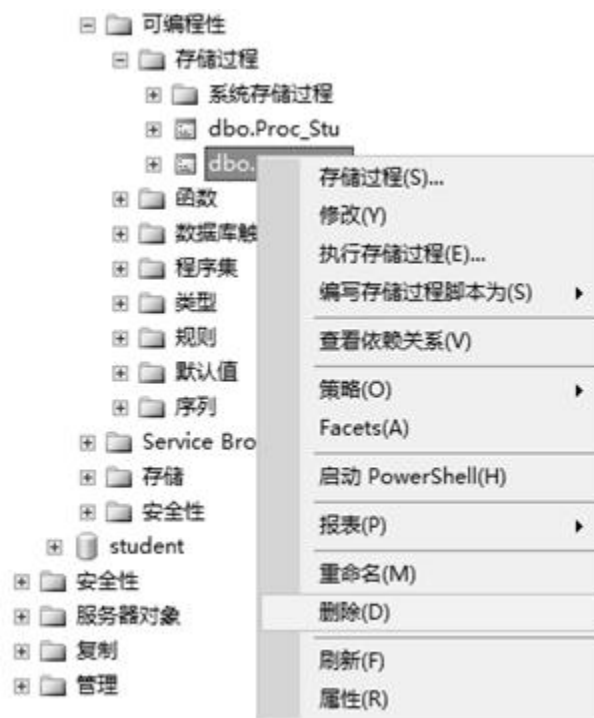 可编程性
存储过程
系统存储过程
dbo.Proc_Stu
dbo.
函数
数据库触
程序集
类型
规则
默认值
序列
Service Bro
存储
安全性
student
安全性
服务器对象
复制
管理
存储过程(S)...
修改(Y)
执行存储过程(E)...
编写存储过程脚本为(S)
查看依赖关系(V)
策略(O)
Facets(A)
启动 PowerShell(H)
报表(P)
重命名(M)
删除(D)
刷新(F)
属性(R)